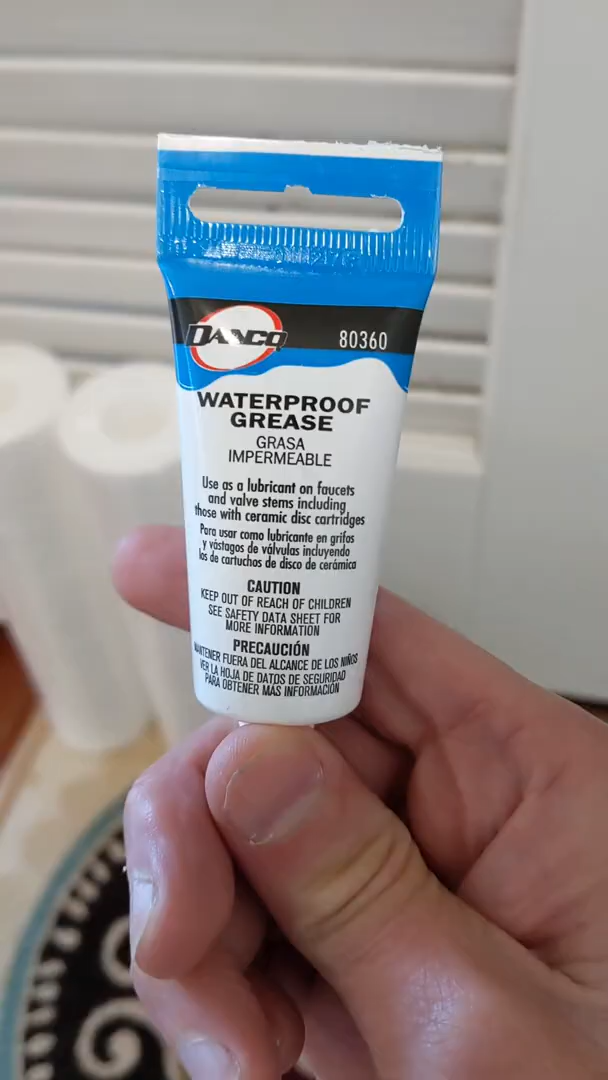 DANCO
80360
WATERPROOF
GREASE
GRASA
IMPERMEABLE
Use as a lubricant on faucets
and valve stems including
those with ceramic disc cartridges
Para usar como lubricante en grifos
y vástagos de válvulas incluyendo
los de cartuchos de disco de cerámica
CAUTION
KEEP OUT OF REACH OF CHILDREN
SEE SAFETY DATA SHEET FOR
MORE INFORMATION
PRECAUCIÓN
MANTENER FUERA DEL ALCANCE DE LOS NIÑOS
VER LA HOJA DE DATOS DE SEGURIDAD
PARA OBTENER MAS INFORMACIÓN